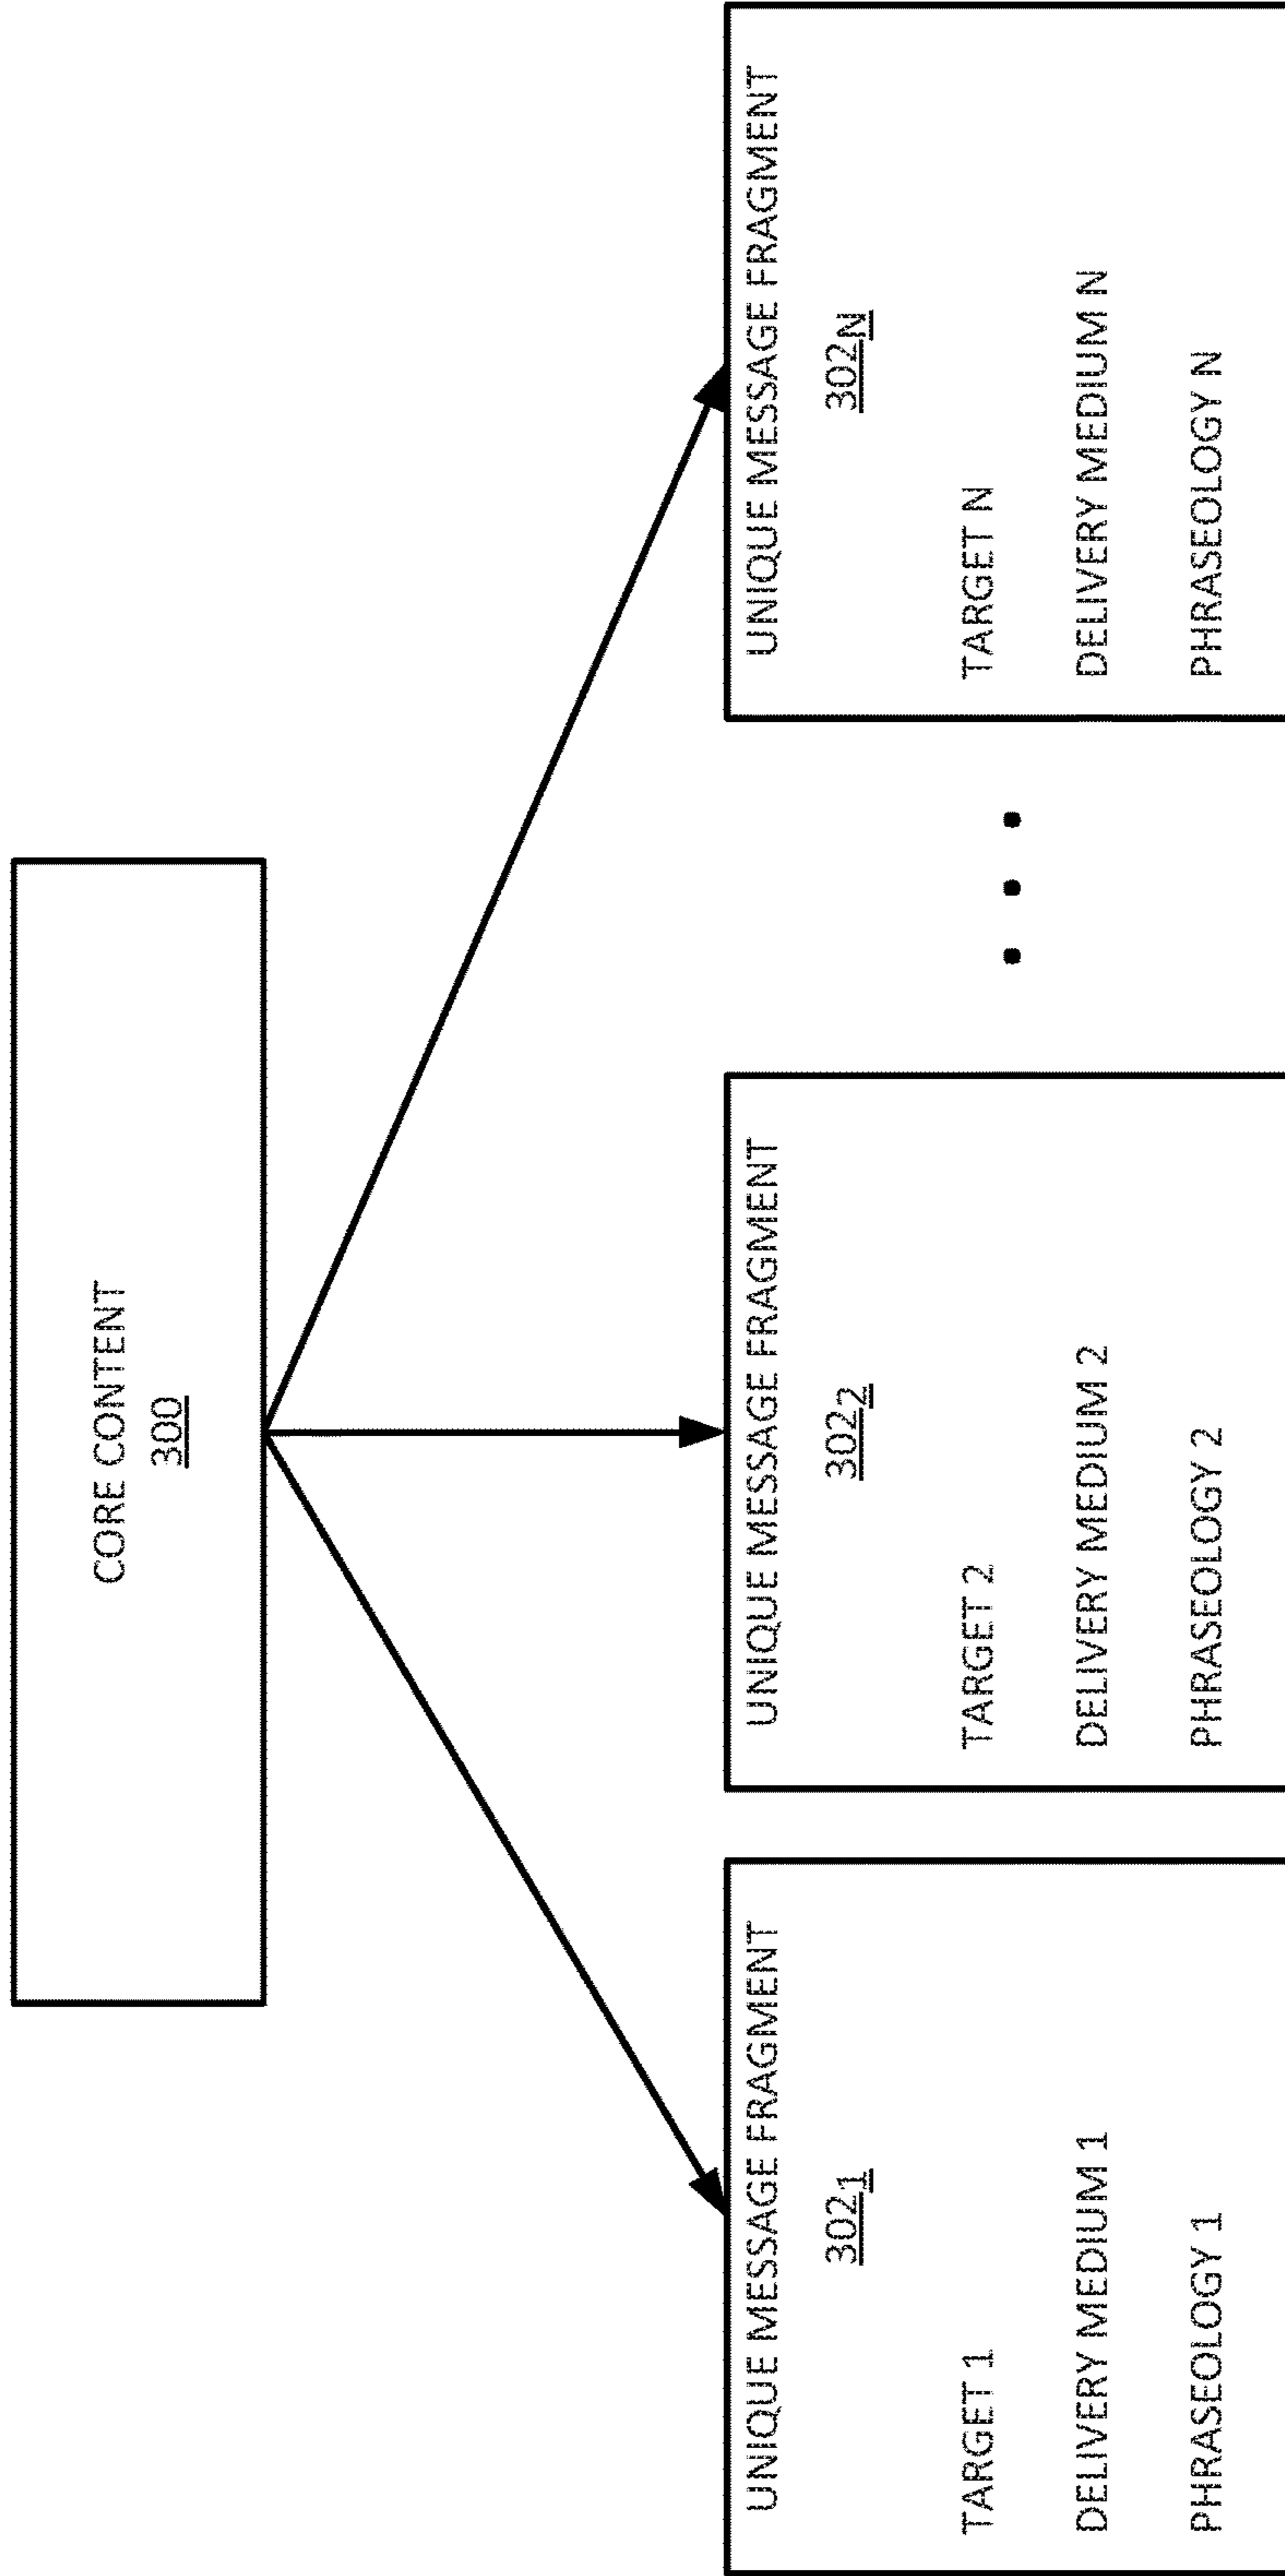 CORE CONTENT
300
UNIQUE MESSAGE FRAGMENT
302₁
TARGET 1
DELIVERY MEDIUM 1
PHRASEOLOGY 1
UNIQUE MESSAGE FRAGMENT
302₂
TARGET 2
DELIVERY MEDIUM 2
PHRASEOLOGY 2
• • •
UNIQUE MESSAGE FRAGMENT
302N
TARGET N
DELIVERY MEDIUM N
PHRASEOLOGY N